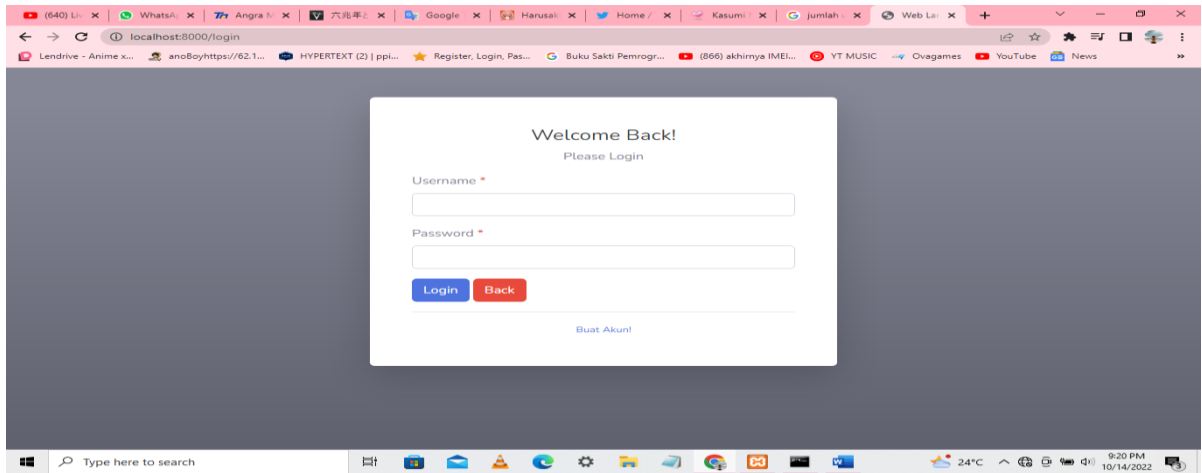 (640) Liv
WhatsA
Angra M
六兆年と
Google
Harusak
Home /
Kasumi
jumlah
Web La
localhost:8000/login
Lendrive - Anime x...
anoBoyhttps://62.1...
HYPERTEXT (2) | ppi...
Register, Login, Pas...
Buku Sakti Pemrogr...
(866) akhirnya IMEI...
YT MUSIC
Ovagames
YouTube
News
Welcome Back!
Please Login
Username *
Password *
Login Back
Buat Akun!
Type here to search
24°C
9:20 PM
10/14/2022